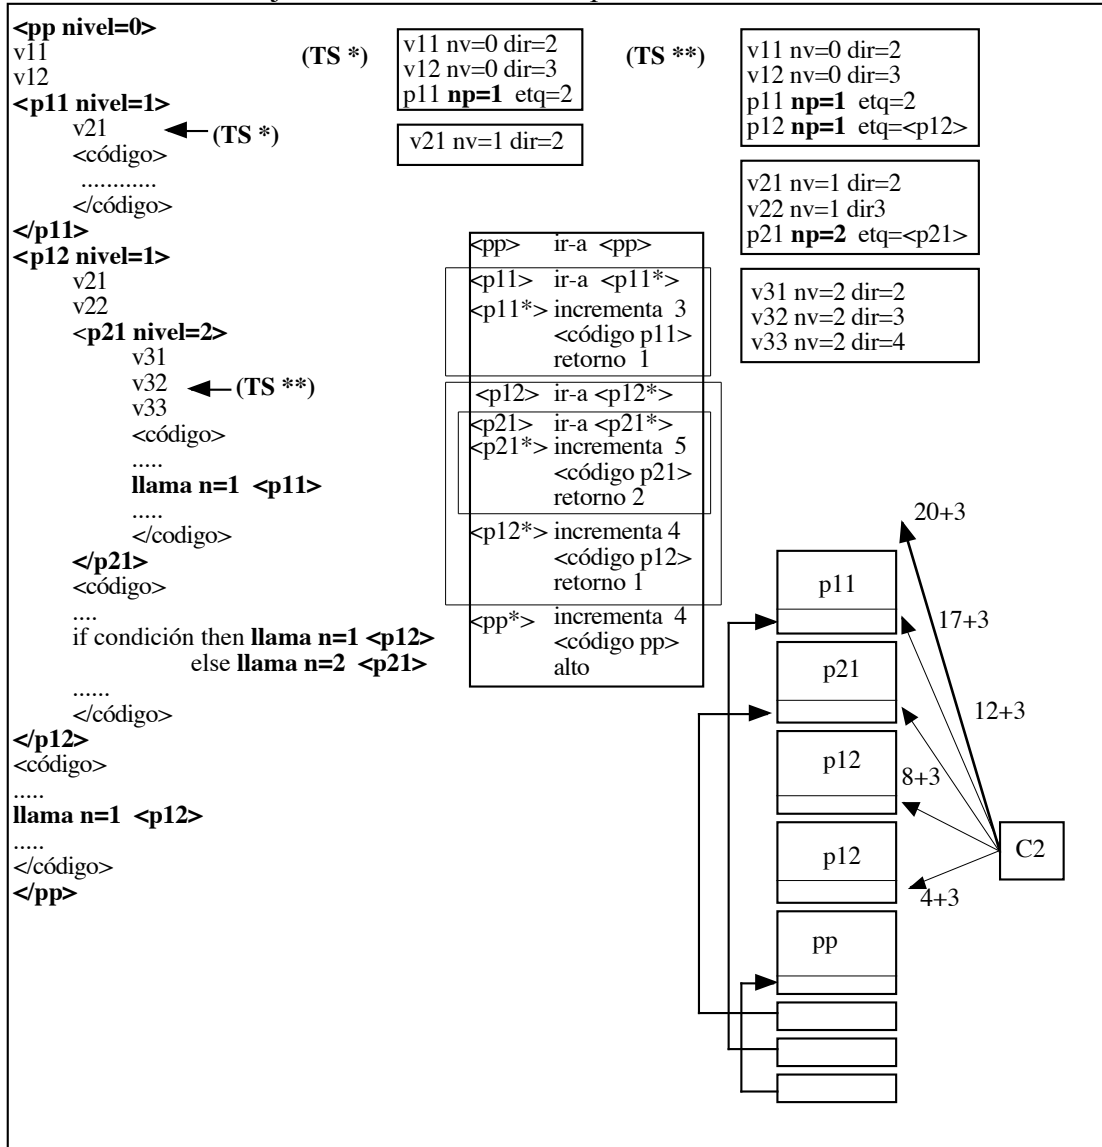 <pp nivel=0>
v11
v12
<p11 nivel=1>
v21
(TS *)
<código>
............
</código>
</p11>
<p12 nivel=1>
v21
v22
<p21 nivel=2>
v31
v32
(TS **)
v33
<código>
.....
llama n=1 <p11>
.....
</codigo>
</p21>
<código>
....
if condición then llama n=1 <p12>
else llama n=2 <p21>
......
</código>
</p12>
<código>
.....
llama n=1 <p12>
.....
</código>
</pp>
(TS *)
v11 nv=0 dir=2
v12 nv=0 dir=3
p11 np=1 etq=2
v21 nv=1 dir=2
(TS **)
v11 nv=0 dir=2
v12 nv=0 dir=3
p11 np=1 etq=2
p12 np=1 etq=<p12>
v21 nv=1 dir=2
v22 nv=1 dir3
p21 np=2 etq=<p21>
v31 nv=2 dir=2
v32 nv=2 dir=3
v33 nv=2 dir=4
<pp> ir-a <pp>
<p11> ir-a <p11*>
<p11*> incrementa 3
<código p11>
retorno 1
<p12> ir-a <p12*>
<p21> ir-a <p21*>
<p21*> incrementa 5
<código p21>
retorno 2
<p12*> incrementa 4
<código p12>
retorno 1
<pp*> incrementa 4
<código pp>
alto
20+3
p11
17+3
p21
12+3
p12
8+3
p12
C2
4+3
pp